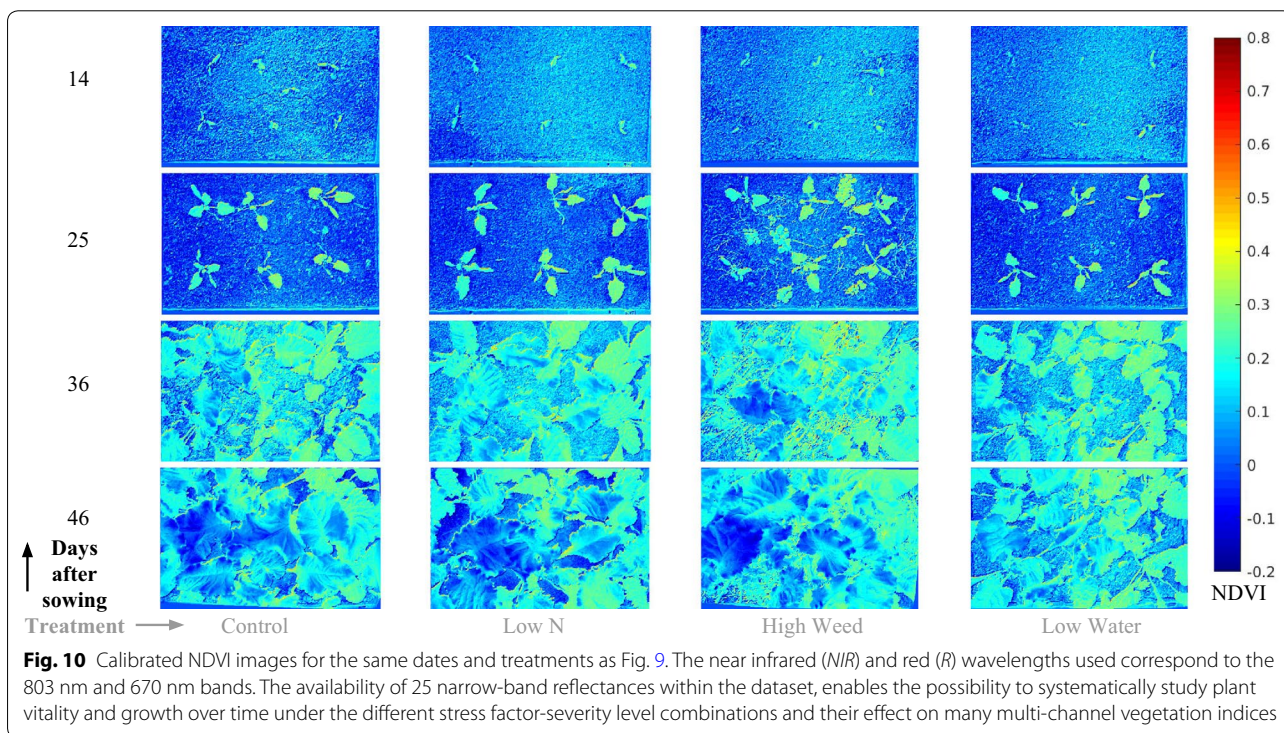 14
25
36
46
Days
after
sowing
Treatment
Control
Low N
High Weed
Low Water
0.8
0.7
0.6
0.5
0.4
0.3
0.2
0.1
0
-0.1
-0.2
NDVI
Fig. 10 Calibrated NDVI images for the same dates and treatments as Fig. 9. The near infrared (NIR) and red (R) wavelengths used correspond to the
803 nm and 670 nm bands. The availability of 25 narrow-band reflectances within the dataset, enables the possibility to systematically study plant
vitality and growth over time under the different stress factor-severity level combinations and their effect on many multi-channel vegetation indices